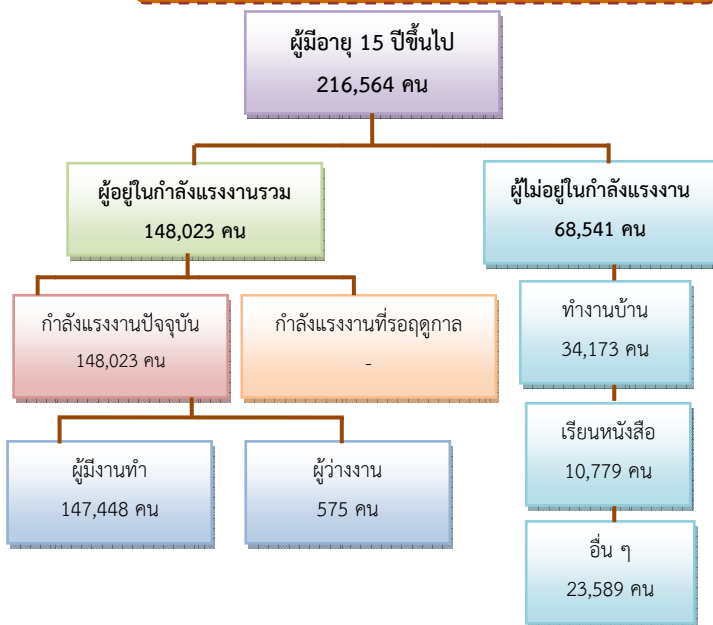 ผู้มีอายุ 15 ปีขึ้นไป
216,564 คน
ผู้อยู่ในกำลังแรงงานรวม
148,023 คน
ผู้ไม่อยู่ในกำลังแรงงาน
68,541 คน
กำลังแรงงานปัจจุบัน
148,023 คน
กำลังแรงงานที่รอฤดูกาล
-
ทำงานบ้าน
34,173 คน
ผู้มีงานทำ
147,448 คน
ผู้ว่างงาน
575 คน
เรียนหนังสือ
10,779 คน
อื่น ๆ
23,589 คน